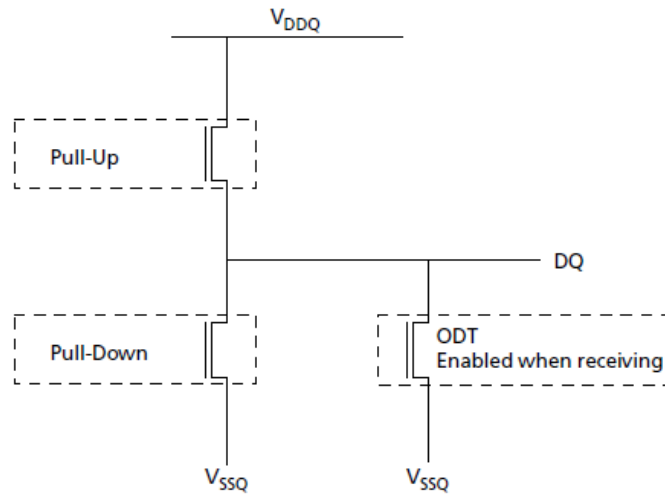 VDDQ
Pull-Up
DQ
Pull-Down
ODT
Enabled when receiving
VSSQ
VSSQ